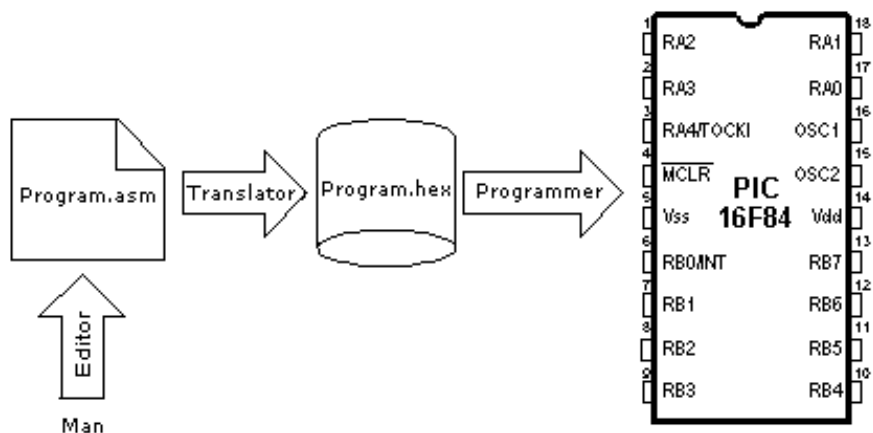 Man
Editor
Program.asm
Translator
Program.hex
Programmer
PIC
16F84
1 RA2
2 RA3
3 RA4/TOCKI
4 MCLR
5 Vss
6 RB0/INT
7 RB1
8 RB2
9 RB3
18 RA1
17 RA0
16 OSC1
15 OSC2
14 Vdd
13 RB7
12 RB6
11 RB5
10 RB4